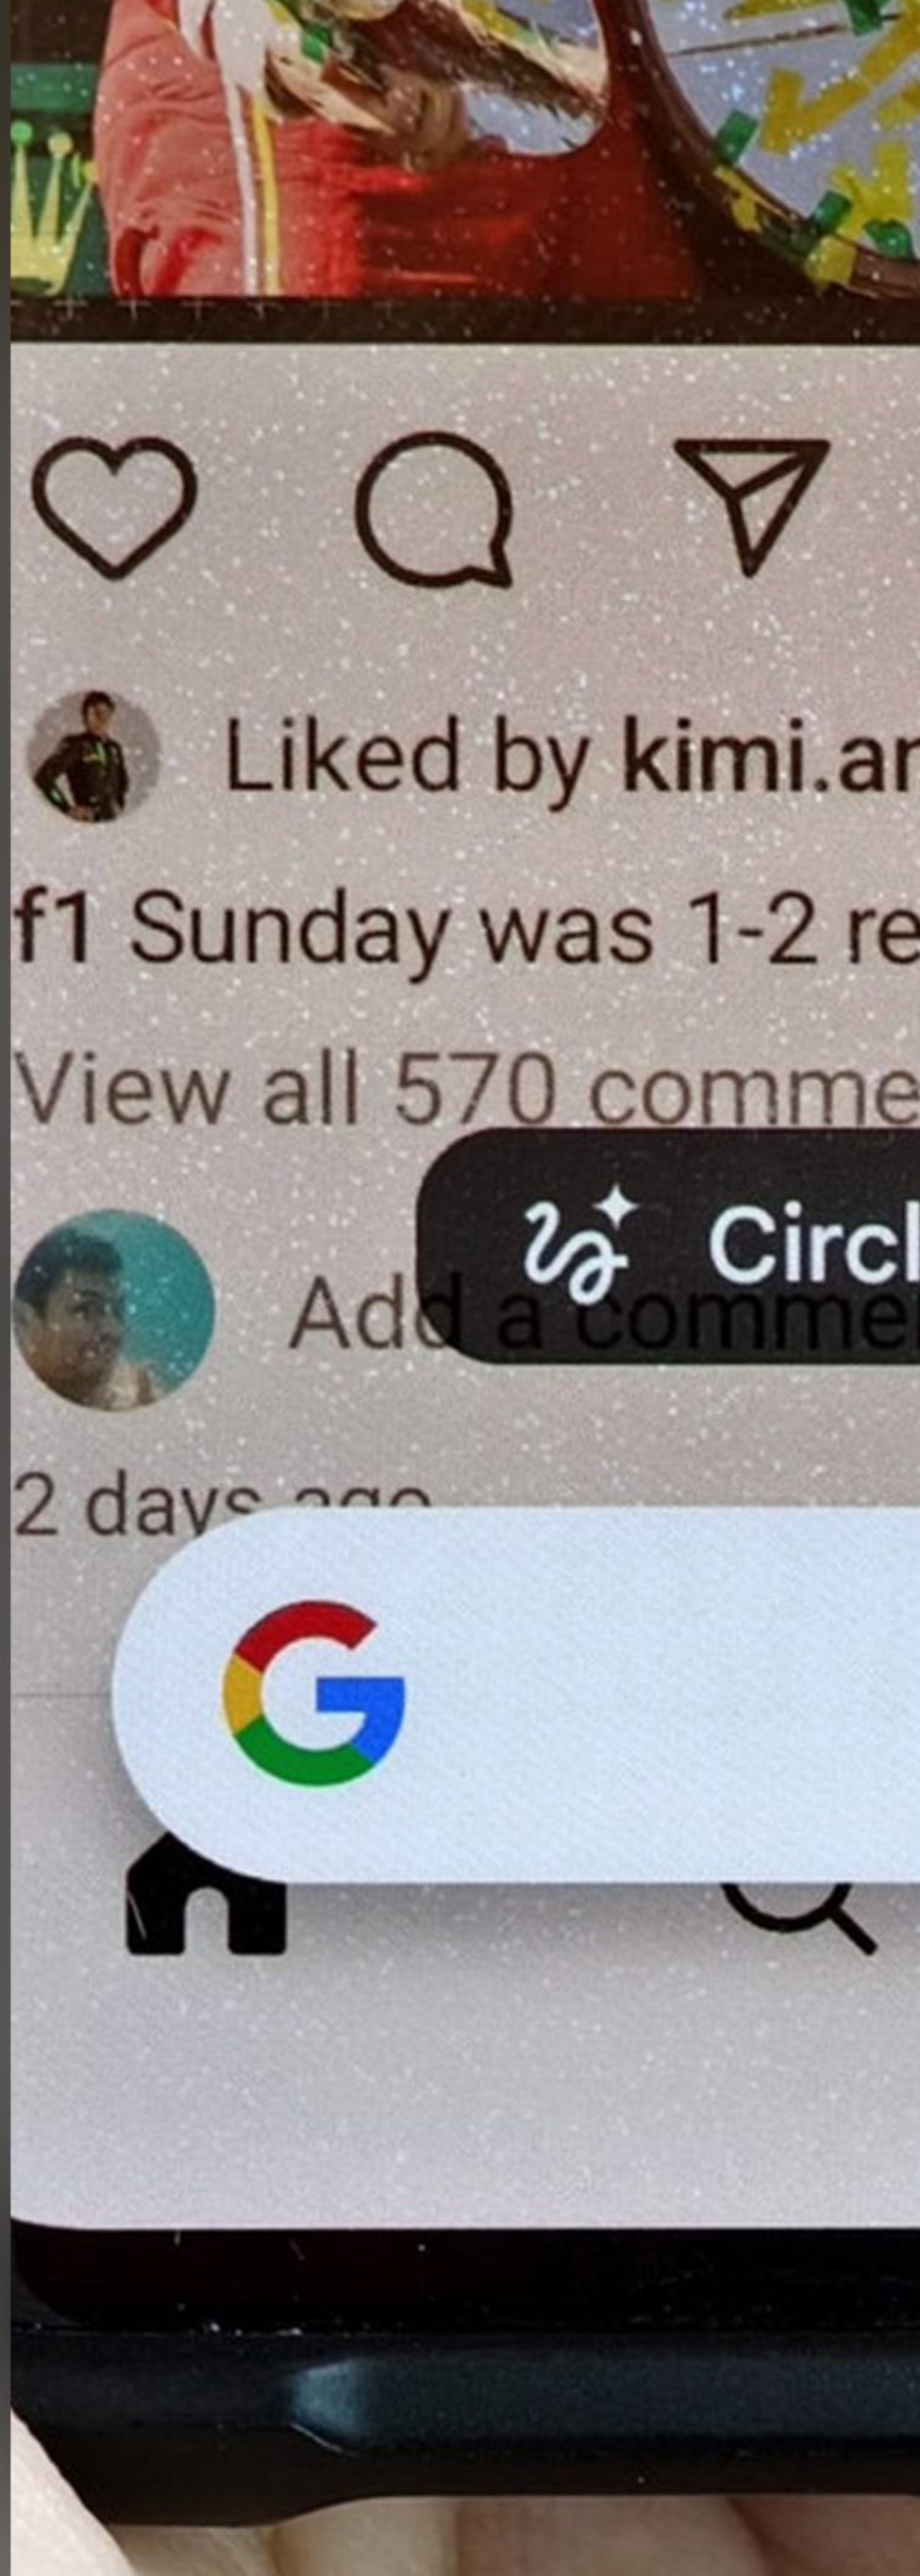 Liked by kimi.ar
f1 Sunday was 1-2 re
View all 570 comme
Circl
Add a commen
2 days ago
G